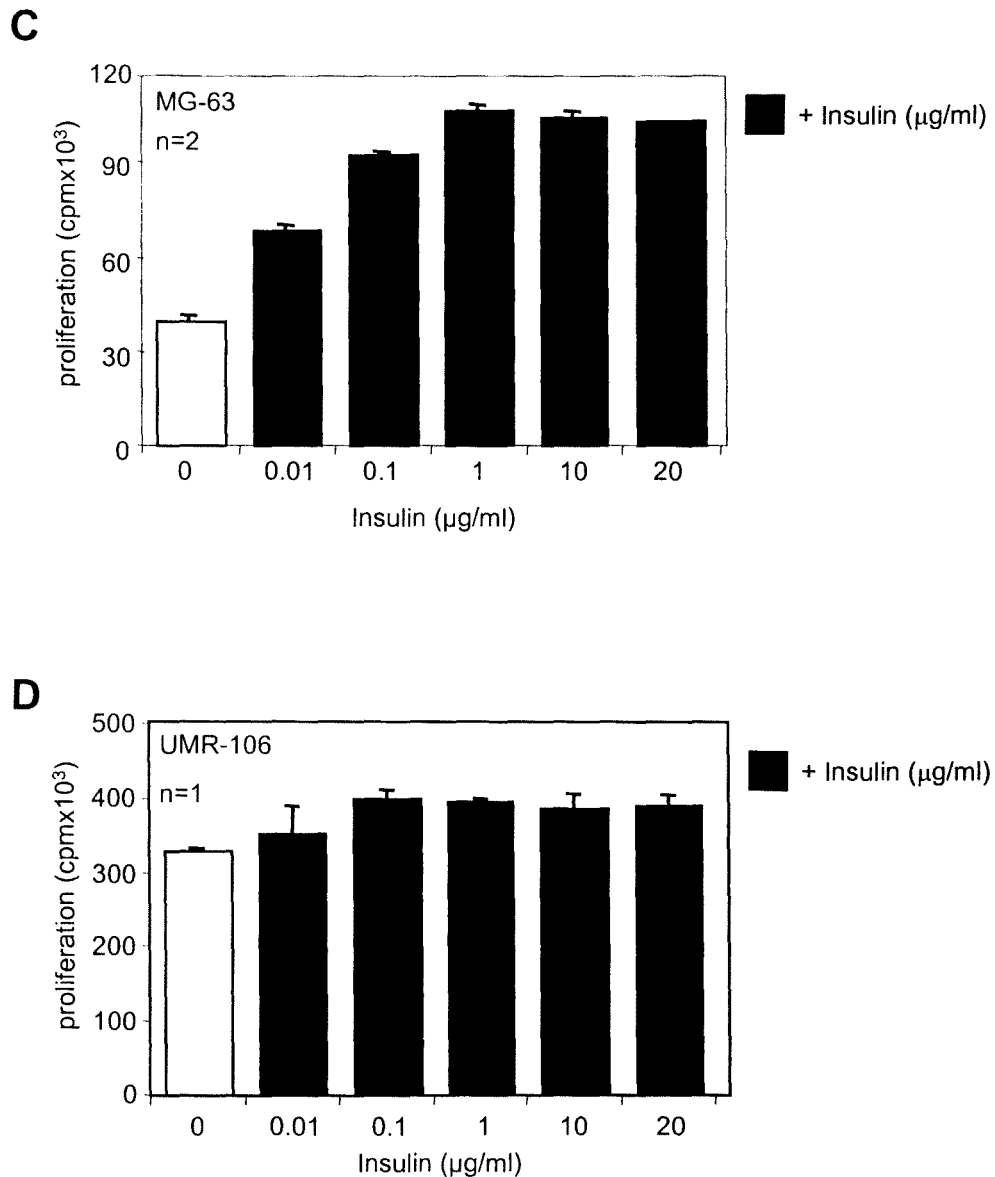 C
120
90
60
30
0
proliferation (cpmx10³)
MG-63
n=2
+ Insulin (µg/ml)
0 0.01 0.1 1 10 20
Insulin (µg/ml)
D
500
400
300
200
100
0
proliferation (cpmx10³)
UMR-106
n=1
+ Insulin (µg/ml)
0 0.01 0.1 1 10 20
Insulin (µg/ml)